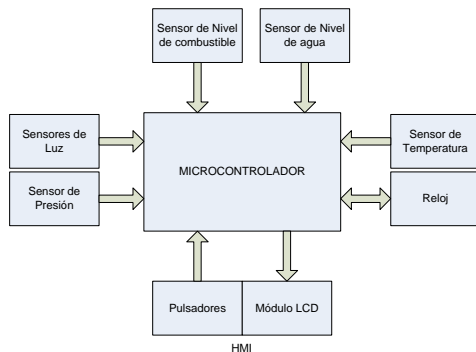 Sensor de Nivel
de combustible
Sensor de Nivel
de agua
Sensores de
Luz
Sensor de
Presión
MICROCONTROLADOR
Sensor de
Temperatura
Reloj
Pulsadores
Módulo LCD
HMI